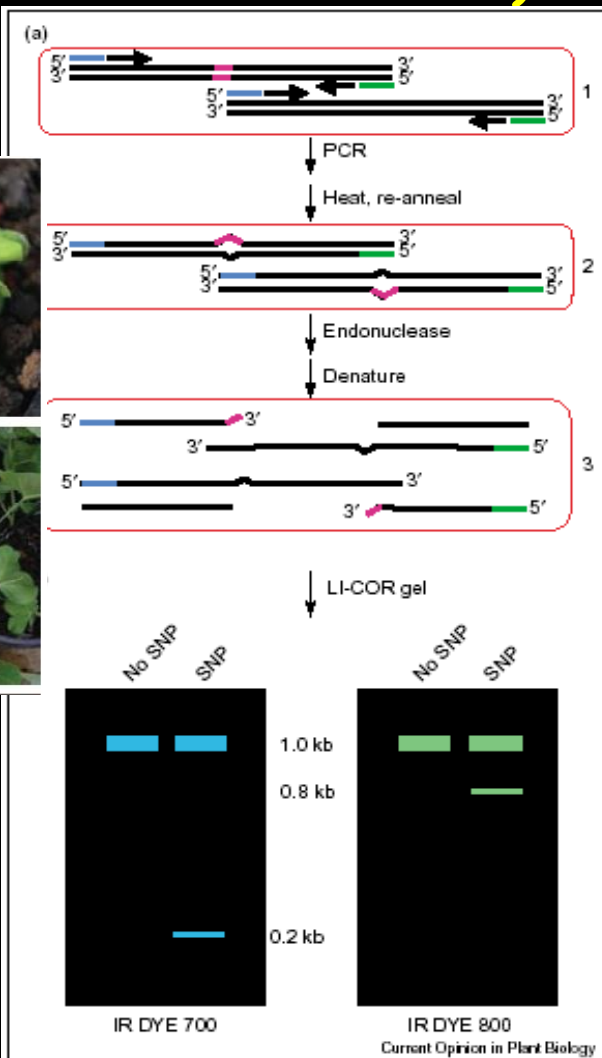 (a)
5′ 3′
3′ 5′
5′ 3′
3′ 5′
1
PCR
Heat, re-anneal
5′ 3′
3′
5′ 3′
3′ 5′
2
Endonuclease
Denature
5′ 3′
3′ 5′
5′ 3′
3′ 5′
3
LI-COR gel
No SNP SNP No SNP SNP
1.0 kb
0.8 kb
0.2 kb
IR DYE 700 IR DYE 800
Current Opinion in Plant Biology